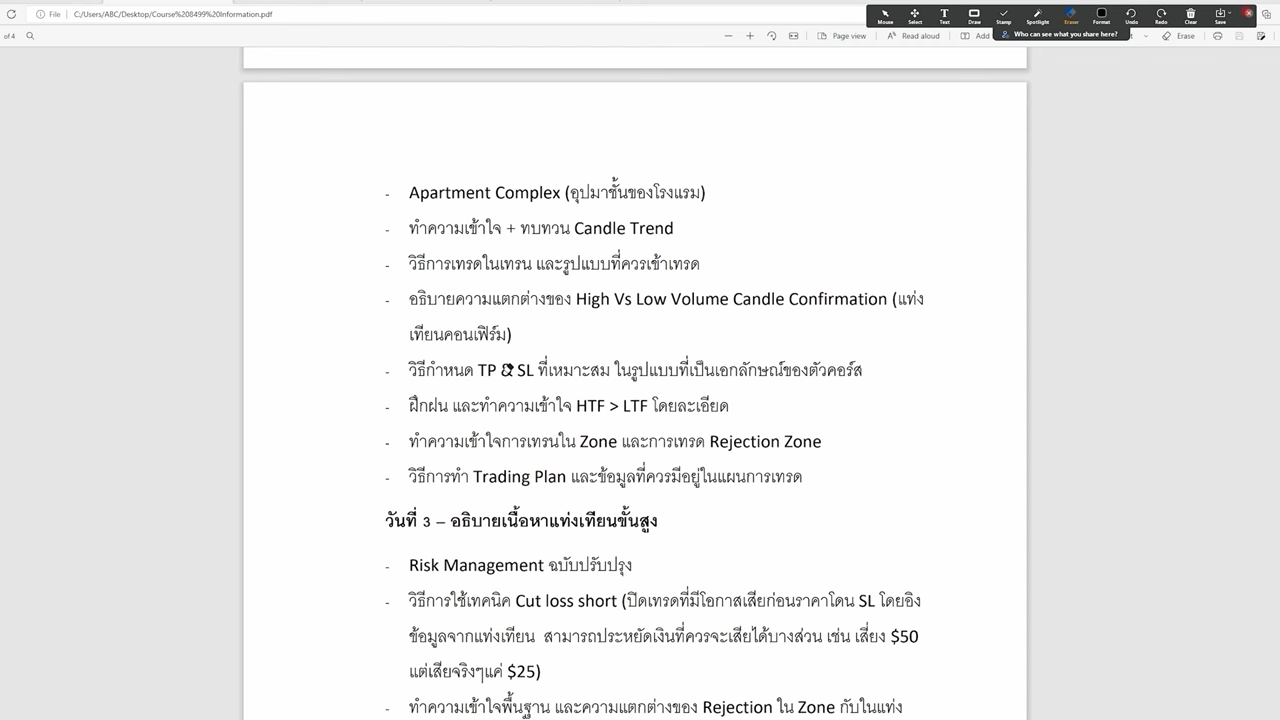 File
C:/Users/ABC/Desktop/Course%208499%20Information.pdf
Mouse Select Text Draw Stamp Spotlight Eraser Format Undo Redo Clear Save
Who can see what you share here?
of 4
Page view
Read aloud
Add
Erase
- Apartment Complex (อุปมาชั้นของโรงแรม)
- ทำความเข้าใจ + ทบทวน Candle Trend
- วิธีการเทรดในเทรน และรูปแบบที่ควรเข้าเทรด
- อธิบายความแตกต่างของ High Vs Low Volume Candle Confirmation (แท่ง
เทียนคอนเฟิร์ม)
- วิธีกำหนด TP & SL ที่เหมาะสม ในรูปแบบที่เป็นเอกลักษณ์ของตัวคอร์ส
- ฝึกฝน และทำความเข้าใจ HTF > LTF โดยละเอียด
- ทำความเข้าใจการเทรนใน Zone และการเทรด Rejection Zone
- วิธีการทำ Trading Plan และข้อมูลที่ควรมีอยู่ในแผนการเทรด
วันที่ 3 – อธิบายเนื้อหาแท่งเทียนขั้นสูง
- Risk Management ฉบับปรับปรุง
- วิธีการใช้เทคนิค Cut loss short (ปิดเทรดที่มีโอกาสเสียก่อนราคาโดน SL โดยอิง
ข้อมูลจากแท่งเทียน สามารถประหยัดเงินที่ควรจะเสียได้บางส่วน เช่น เสี่ยง $50
แต่เสียจริงๆแค่ $25)
- ทำความเข้าใจพื้นฐาน และความแตกต่างของ Rejection ใน Zone กับในแท่ง